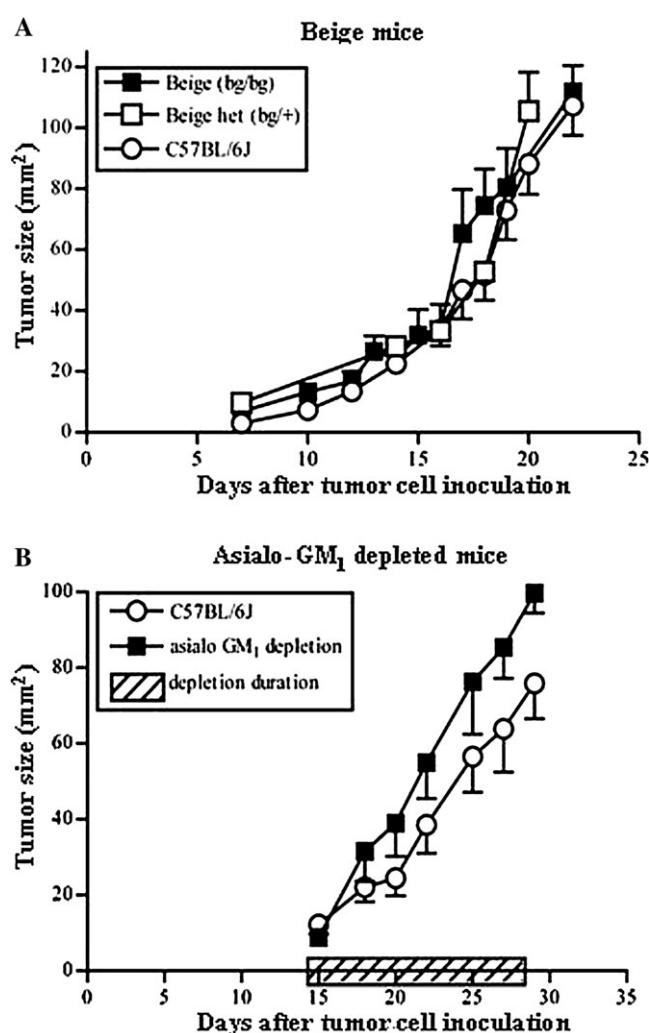 A
Beige mice
Beige (bg/bg)
Beige het (bg/+)
C57BL/6J
Tumor size (mm²)
120
100
80
60
40
20
0
0 5 10 15 20 25
Days after tumor cell inoculation
B
Asialo-GM₁ depleted mice
C57BL/6J
asialo GM₁ depletion
depletion duration
Tumor size (mm²)
100
80
60
40
20
0
0 5 10 15 20 25 30 35
Days after tumor cell inoculation